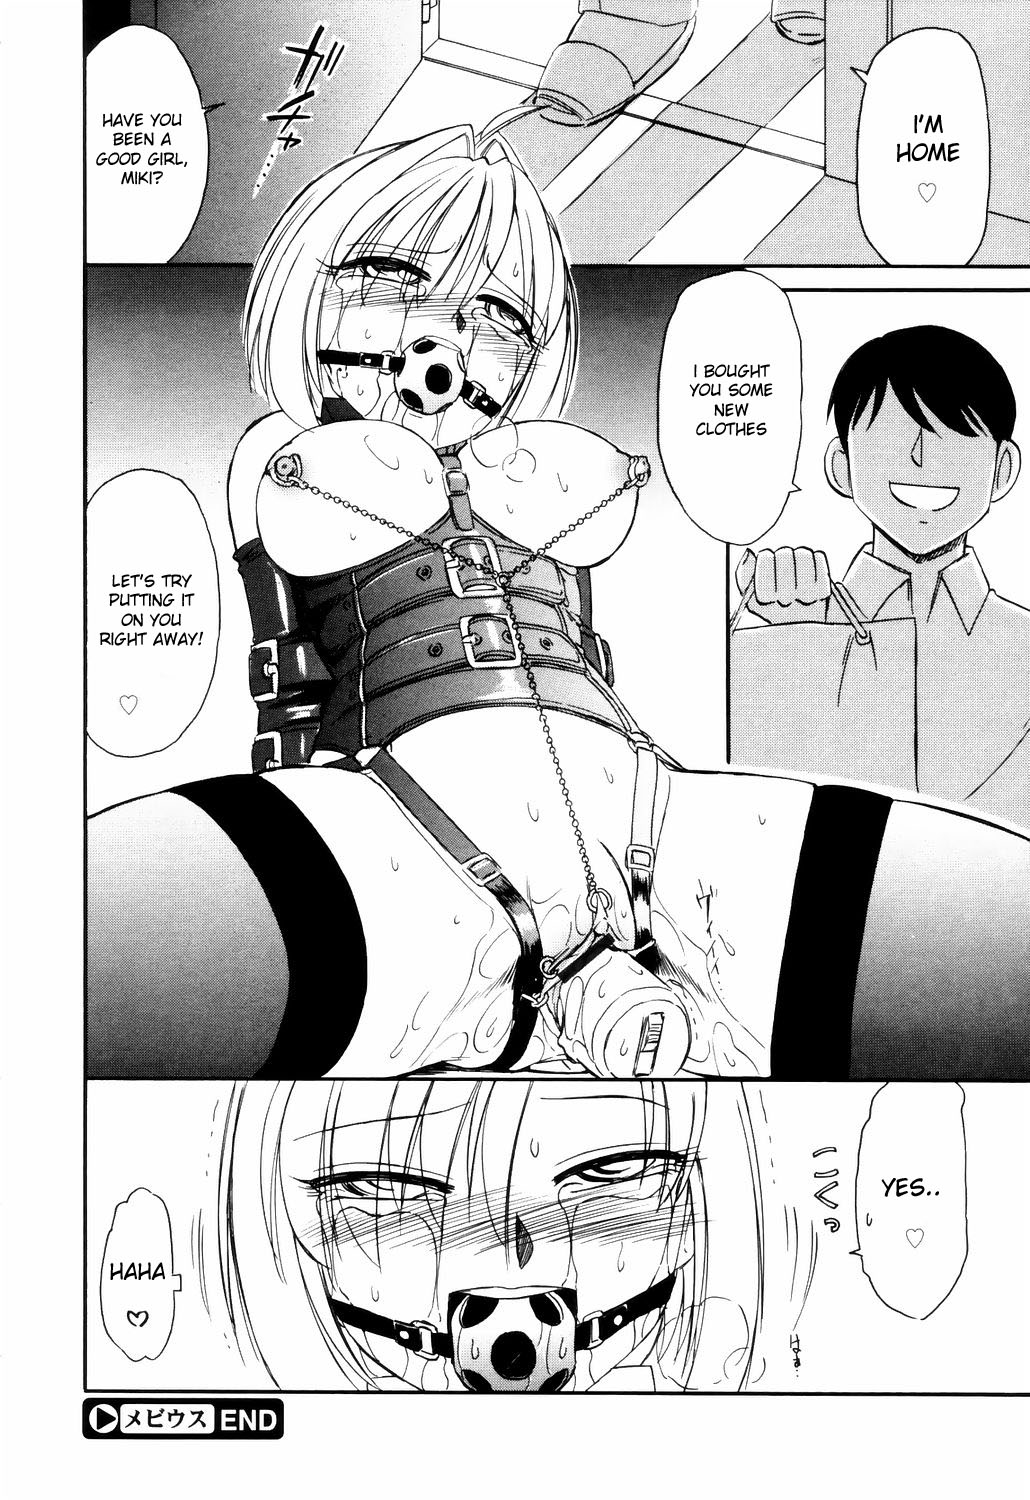 I'M
HOME
HAVE YOU
BEEN A
GOOD GIRL,
MIKI?
I BOUGHT
YOU SOME
NEW
CLOTHES
LET'S TRY
PUTTING IT
ON YOU
RIGHT AWAY!
YES..
HAHA
メビウス END